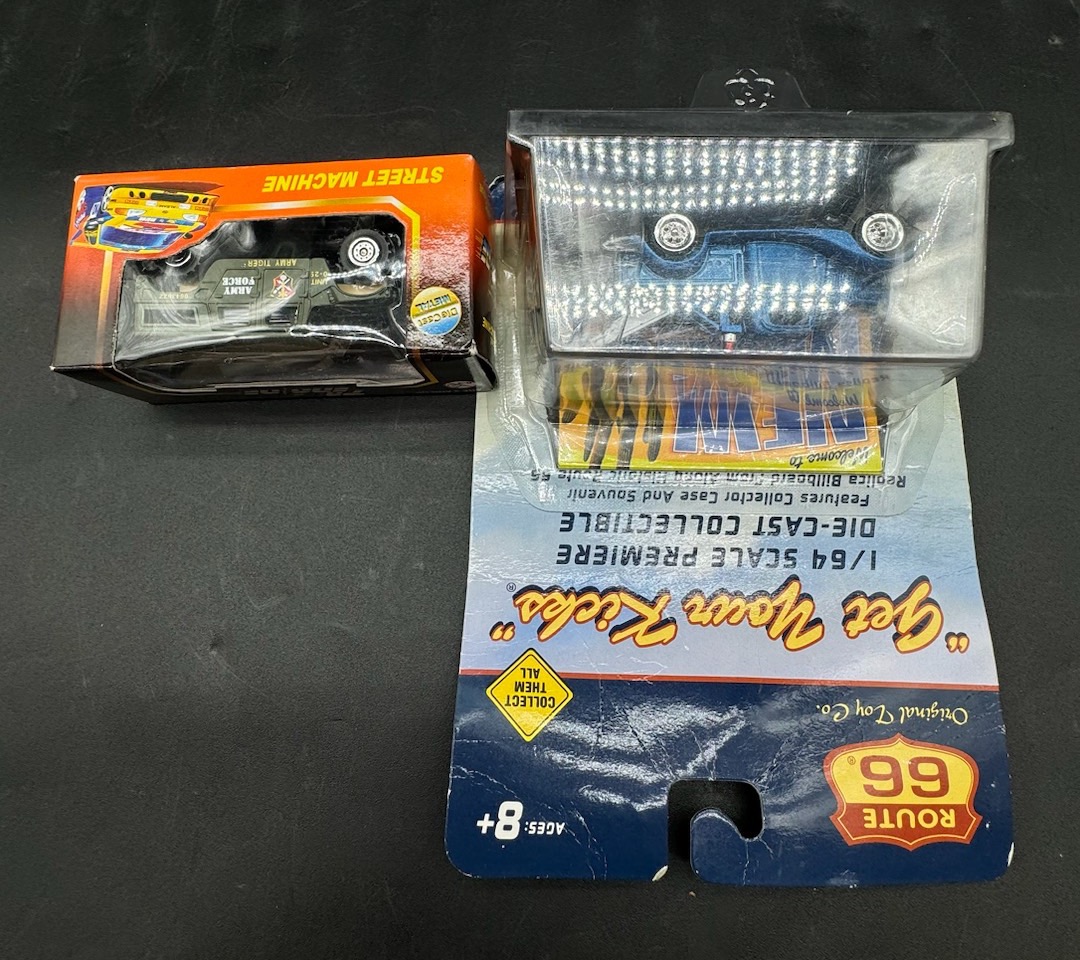 STREET MACHINE
ARMY TIGER
ARMY
FORCE
UNIT
Die Cast
METAL
ROUTE
66
Original Toy Co.
AGES: 8+
COLLECT
THEM
ALL
"Get Your Kicks"®
1/64 SCALE PREMIERE
DIE-CAST COLLECTIBLE
Features Collector Case And Souvenir
Replica Billboard From Along Historic Route 66
Welcome to
NEW